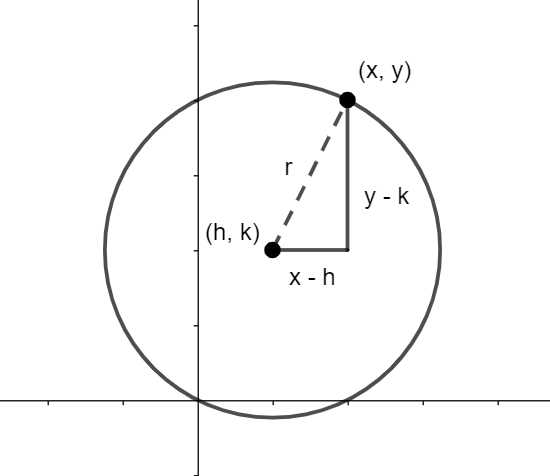 (x, y)
r
y - k
(h, k)
x - h